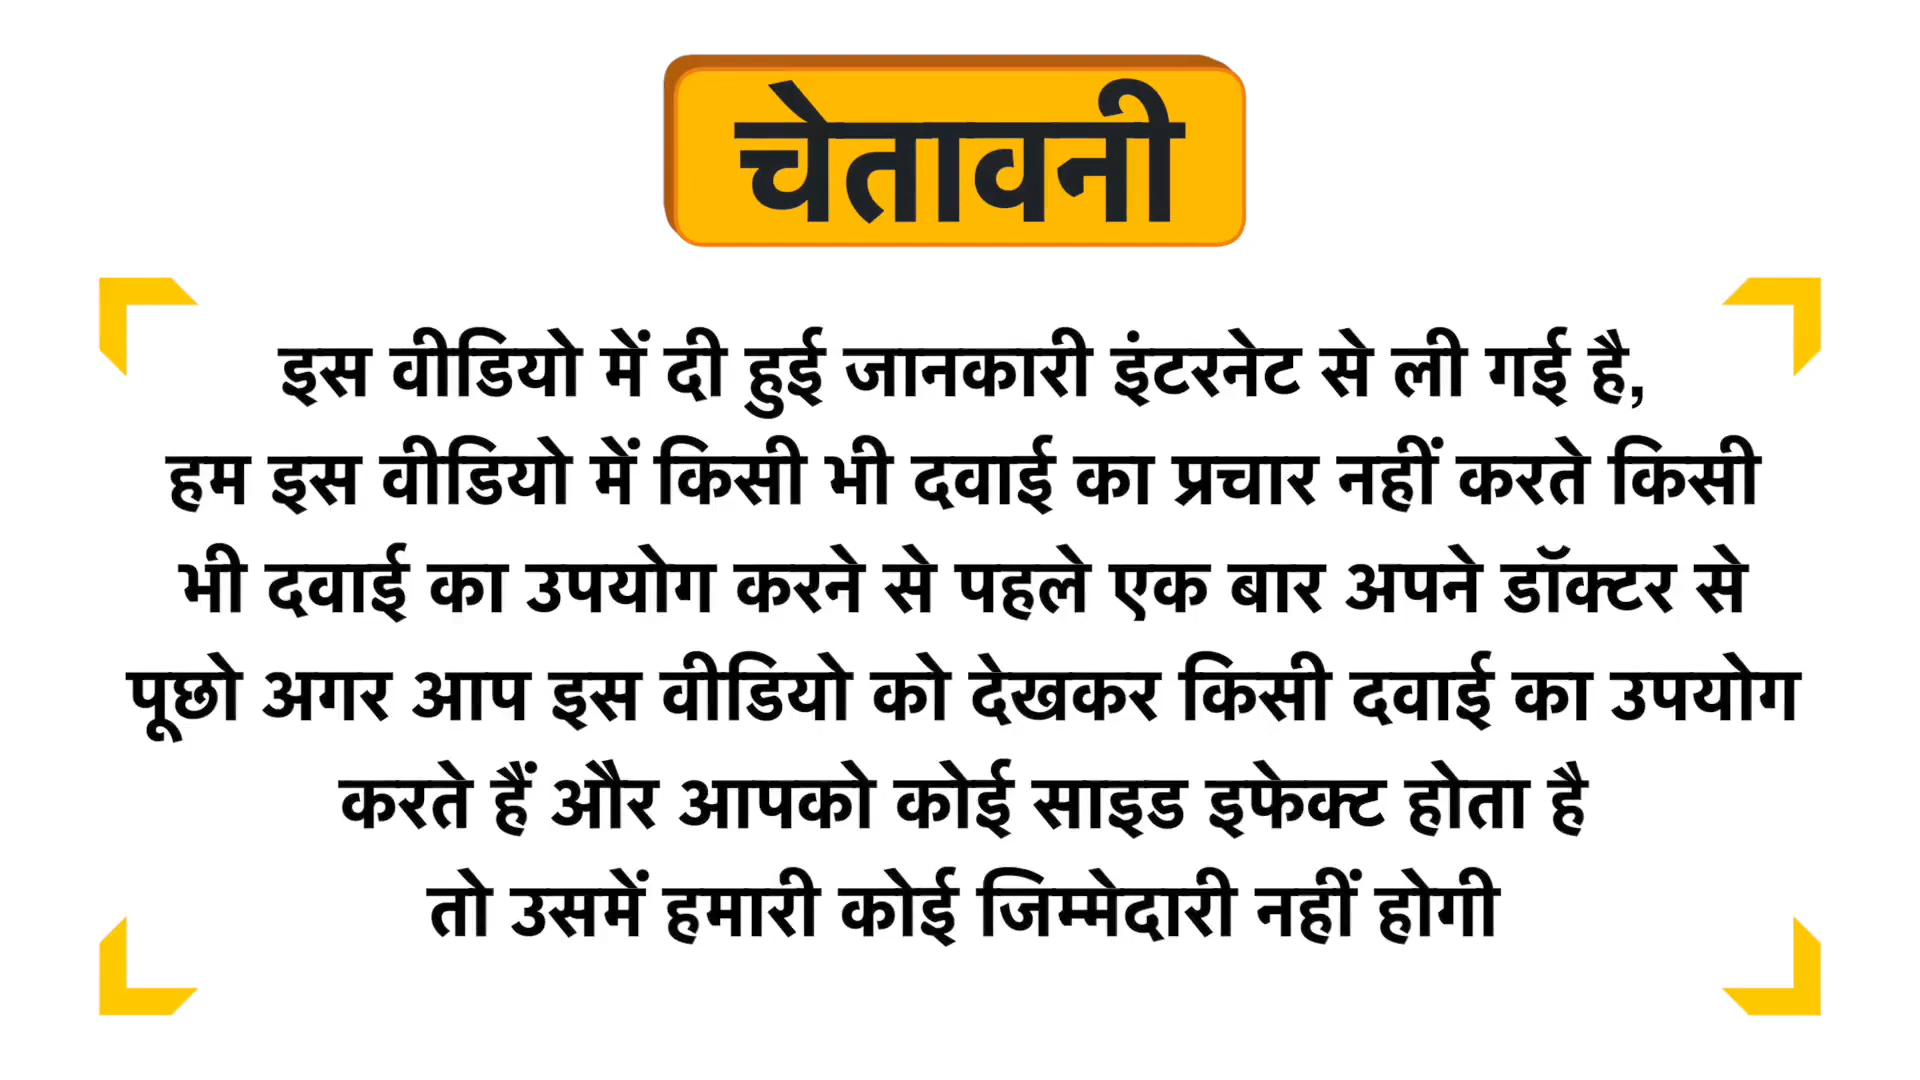 चेतावनी
इस वीडियो में दी हुई जानकारी इंटरनेट से ली गई है,
हम इस वीडियो में किसी भी दवाई का प्रचार नहीं करते किसी
भी दवाई का उपयोग करने से पहले एक बार अपने डॉक्टर से
पूछो अगर आप इस वीडियो को देखकर किसी दवाई का उपयोग
करते हैं और आपको कोई साइड इफेक्ट होता है
तो उसमें हमारी कोई जिम्मेदारी नहीं होगी